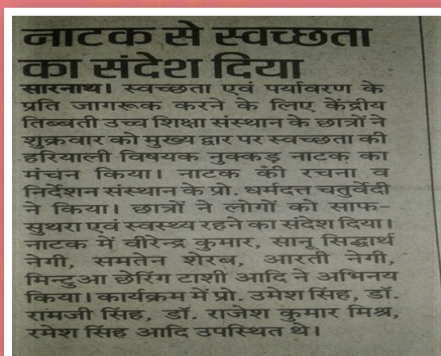 नाटक से स्वच्छता
का संदेश दिया
सारनाथ। स्वच्छता एवं पर्यावरण के
प्रति जागरूक करने के लिए केंद्रीय
तिब्बती उच्च शिक्षा संस्थान के छात्रों ने
शुक्रवार को मुख्य द्वार पर स्वच्छता की
हरियाली विषयक नुक्कड़ नाटक का
मंचन किया। नाटक की रचना व
निर्देशन संस्थान के प्रो. धर्मदत्त चतुर्वेदी
ने किया। छात्रों ने लोगों को साफ-
सुथरा एवं स्वस्थ्य रहने का संदेश दिया।
नाटक में वीरेन्द्र कुमार, सानू सिद्धार्थ
नेगी, समतेन शेरब, आरती नेगी,
मिन्टुआ छेरिंग टाशी आदि ने अभिनय
किया। कार्यक्रम में प्रो. उमेश सिंह, डॉ.
रामजी सिंह, डॉ. राजेश कुमार मिश्र,
रमेश सिंह आदि उपस्थित थे।